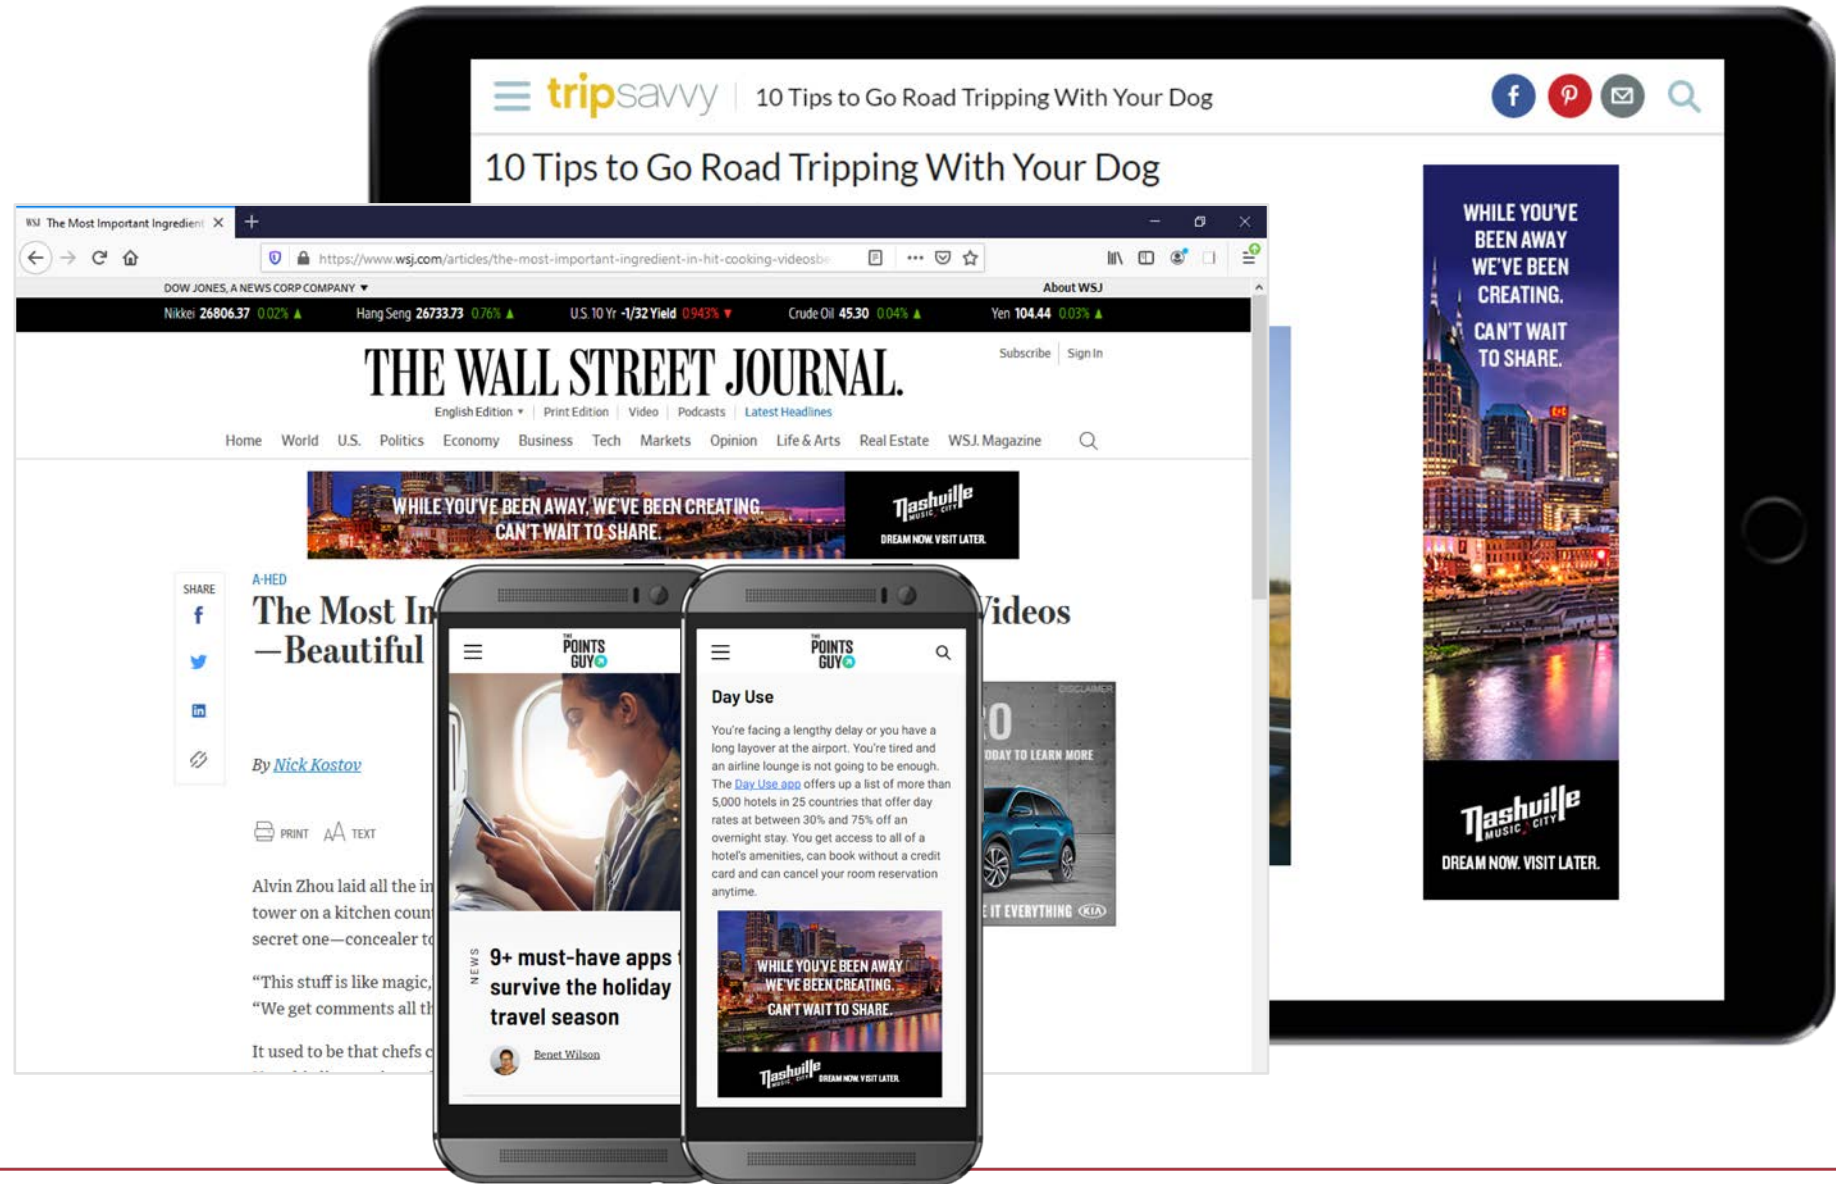 tripsavvy
10 Tips to Go Road Tripping With Your Dog
10 Tips to Go Road Tripping With Your Dog
WHILE YOU'VE
BEEN AWAY
WE'VE BEEN
CREATING.
CAN'T WAIT
TO SHARE.
Nashville
MUSIC CITY
DREAM NOW. VISIT LATER.
WSJ The Most Important Ingredient
https://www.wsj.com/articles/the-most-important-ingredient-in-hit-cooking-videosbe
DOW JONES, A NEWS CORP COMPANY
About WSJ
Nikkei 26806.37 0.02% ▲ Hang Seng 26733.73 0.76% ▲ U.S. 10 Yr -1/32 Yield 0.943% ▼ Crude Oil 45.30 0.04% ▲ Yen 104.44 0.03% ▲
THE WALL STREET JOURNAL.
Subscribe Sign In
English Edition Print Edition Video Podcasts Latest Headlines
Home World U.S. Politics Economy Business Tech Markets Opinion Life & Arts Real Estate WSJ. Magazine
WHILE YOU'VE BEEN AWAY, WE'VE BEEN CREATING.
CAN'T WAIT TO SHARE.
Nashville
MUSIC CITY
DREAM NOW. VISIT LATER.
SHARE
A-HED
The Most In
Videos
—Beautiful
By Nick Kostov
PRINT AA TEXT
Alvin Zhou laid all the in
tower on a kitchen coun
secret one—concealer to
“This stuff is like magic,
“We get comments all th
It used to be that chefs c
DISCLAIMER
RO
TODAY TO LEARN MORE
E IT EVERYTHING KIA
THE
POINTS
GUY
9+ must-have apps t
survive the holiday
travel season
NEWS
Benet Wilson
THE
POINTS
GUY
Day Use
You're facing a lengthy delay or you have a
long layover at the airport. You're tired and
an airline lounge is not going to be enough.
The Day Use app offers up a list of more than
5,000 hotels in 25 countries that offer day
rates at between 30% and 75% off an
overnight stay. You get access to all of a
hotel's amenities, can book without a credit
card and can cancel your room reservation
anytime.
WHILE YOU'VE BEEN AWAY
WE'VE BEEN CREATING.
CAN'T WAIT TO SHARE.
Nashville
MUSIC CITY
DREAM NOW. VISIT LATER.